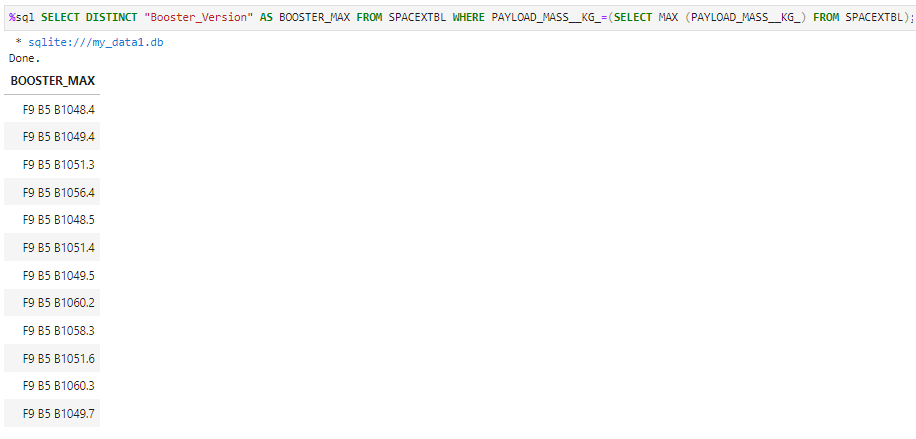 %sql SELECT DISTINCT "Booster_Version" AS BOOSTER_MAX FROM SPACEXTBL WHERE PAYLOAD_MASS__KG_=(SELECT MAX (PAYLOAD_MASS__KG_) FROM SPACEXTBL);
* sqlite:///my_data1.db
Done.
BOOSTER_MAX
F9 B5 B1048.4
F9 B5 B1049.4
F9 B5 B1051.3
F9 B5 B1056.4
F9 B5 B1048.5
F9 B5 B1051.4
F9 B5 B1049.5
F9 B5 B1060.2
F9 B5 B1058.3
F9 B5 B1051.6
F9 B5 B1060.3
F9 B5 B1049.7